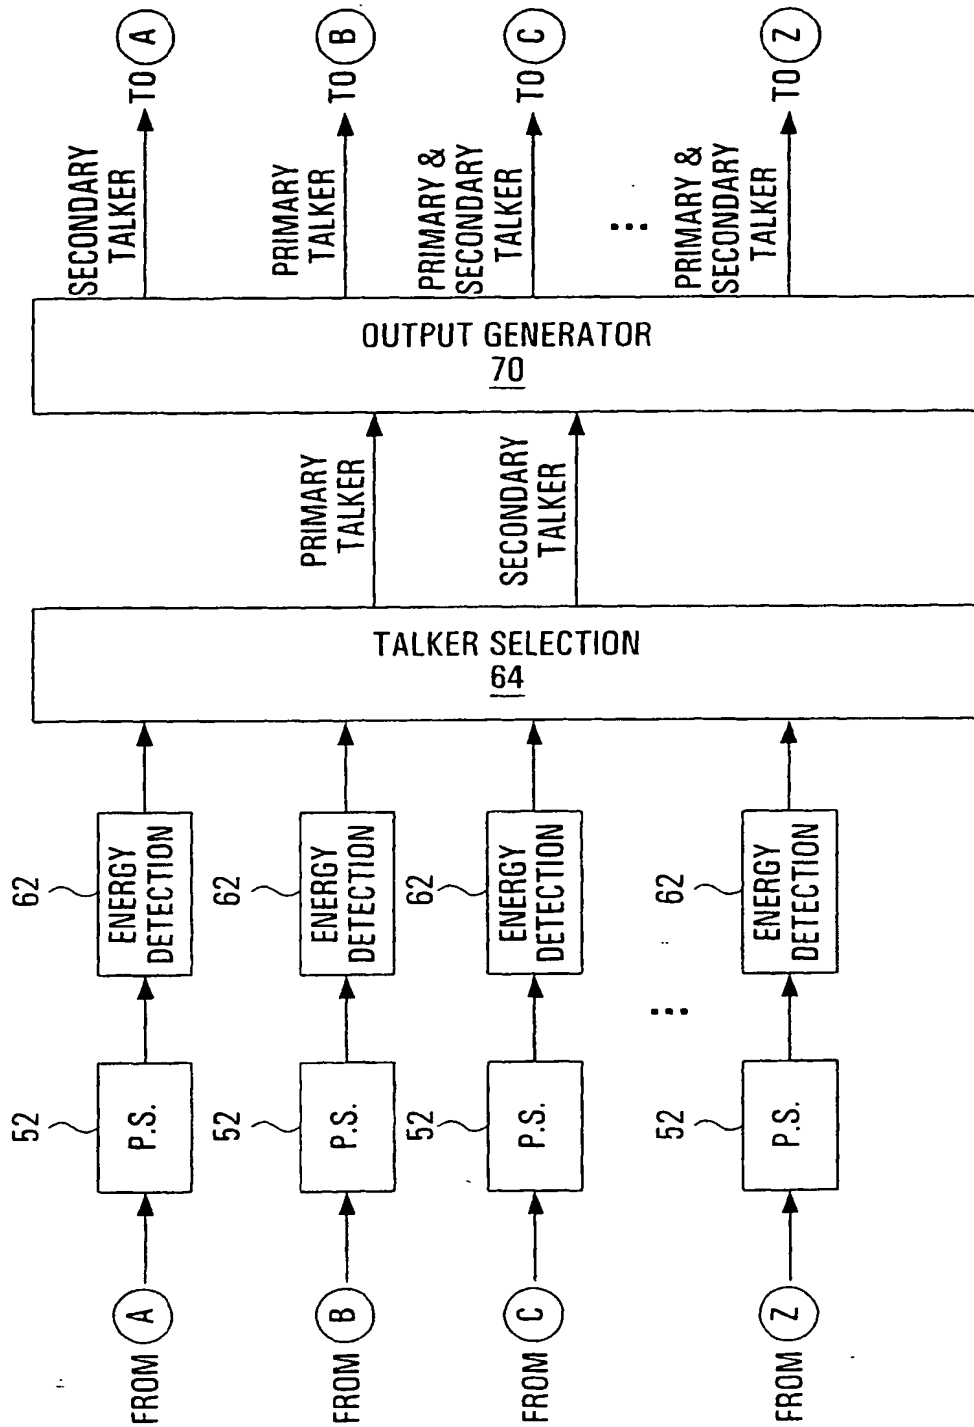 FROM A
52
P.S.
62
ENERGY
DETECTION
SECONDARY
TALKER
TO A
FROM B
52
P.S.
62
ENERGY
DETECTION
PRIMARY
TALKER
TO B
FROM C
52
P.S.
62
ENERGY
DETECTION
PRIMARY &
SECONDARY
TALKER
TO C
...
...
FROM Z
52
P.S.
62
ENERGY
DETECTION
PRIMARY &
SECONDARY
TALKER
TO Z
TALKER SELECTION
64
PRIMARY
TALKER
SECONDARY
TALKER
OUTPUT GENERATOR
70